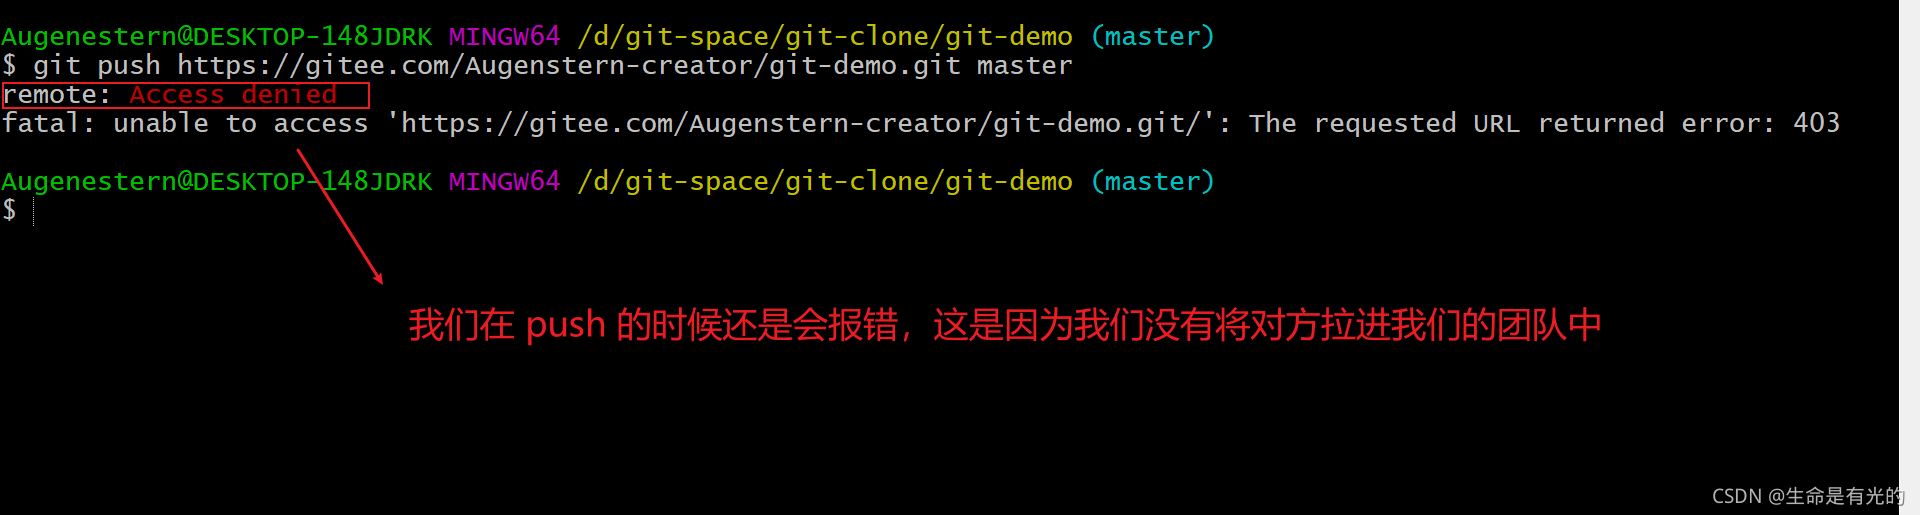 Augenestern@DESKTOP-148JDRK MINGW64 /d/git-space/git-clone/git-demo (master)
$ git push https://gitee.com/Augenstern-creator/git-demo.git master
remote: Access denied
fatal: unable to access 'https://gitee.com/Augenstern-creator/git-demo.git/': The requested URL returned error: 403
Augenestern@DESKTOP-148JDRK MINGW64 /d/git-space/git-clone/git-demo (master)
$
我们在 push 的时候还是会报错，这是因为我们没有将对方拉进我们的团队中
CSDN @生命是有光的